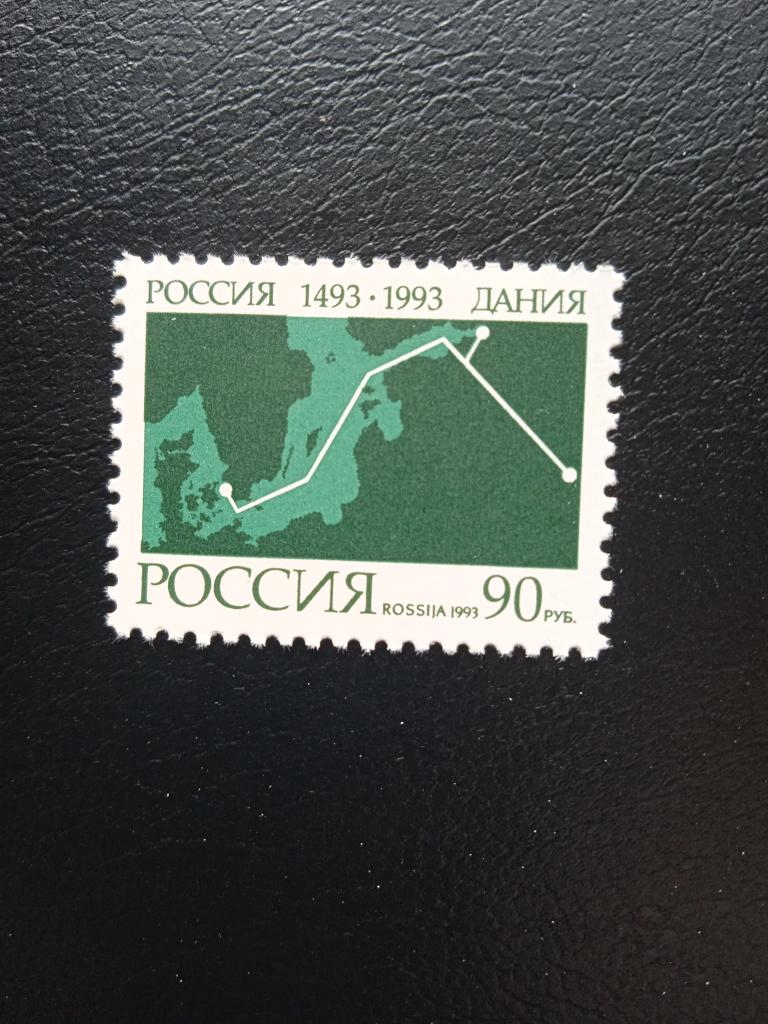 РОССИЯ 1493 · 1993 ДАНИЯ
РОССИЯ ROSSIJA 1993 90 РУБ.